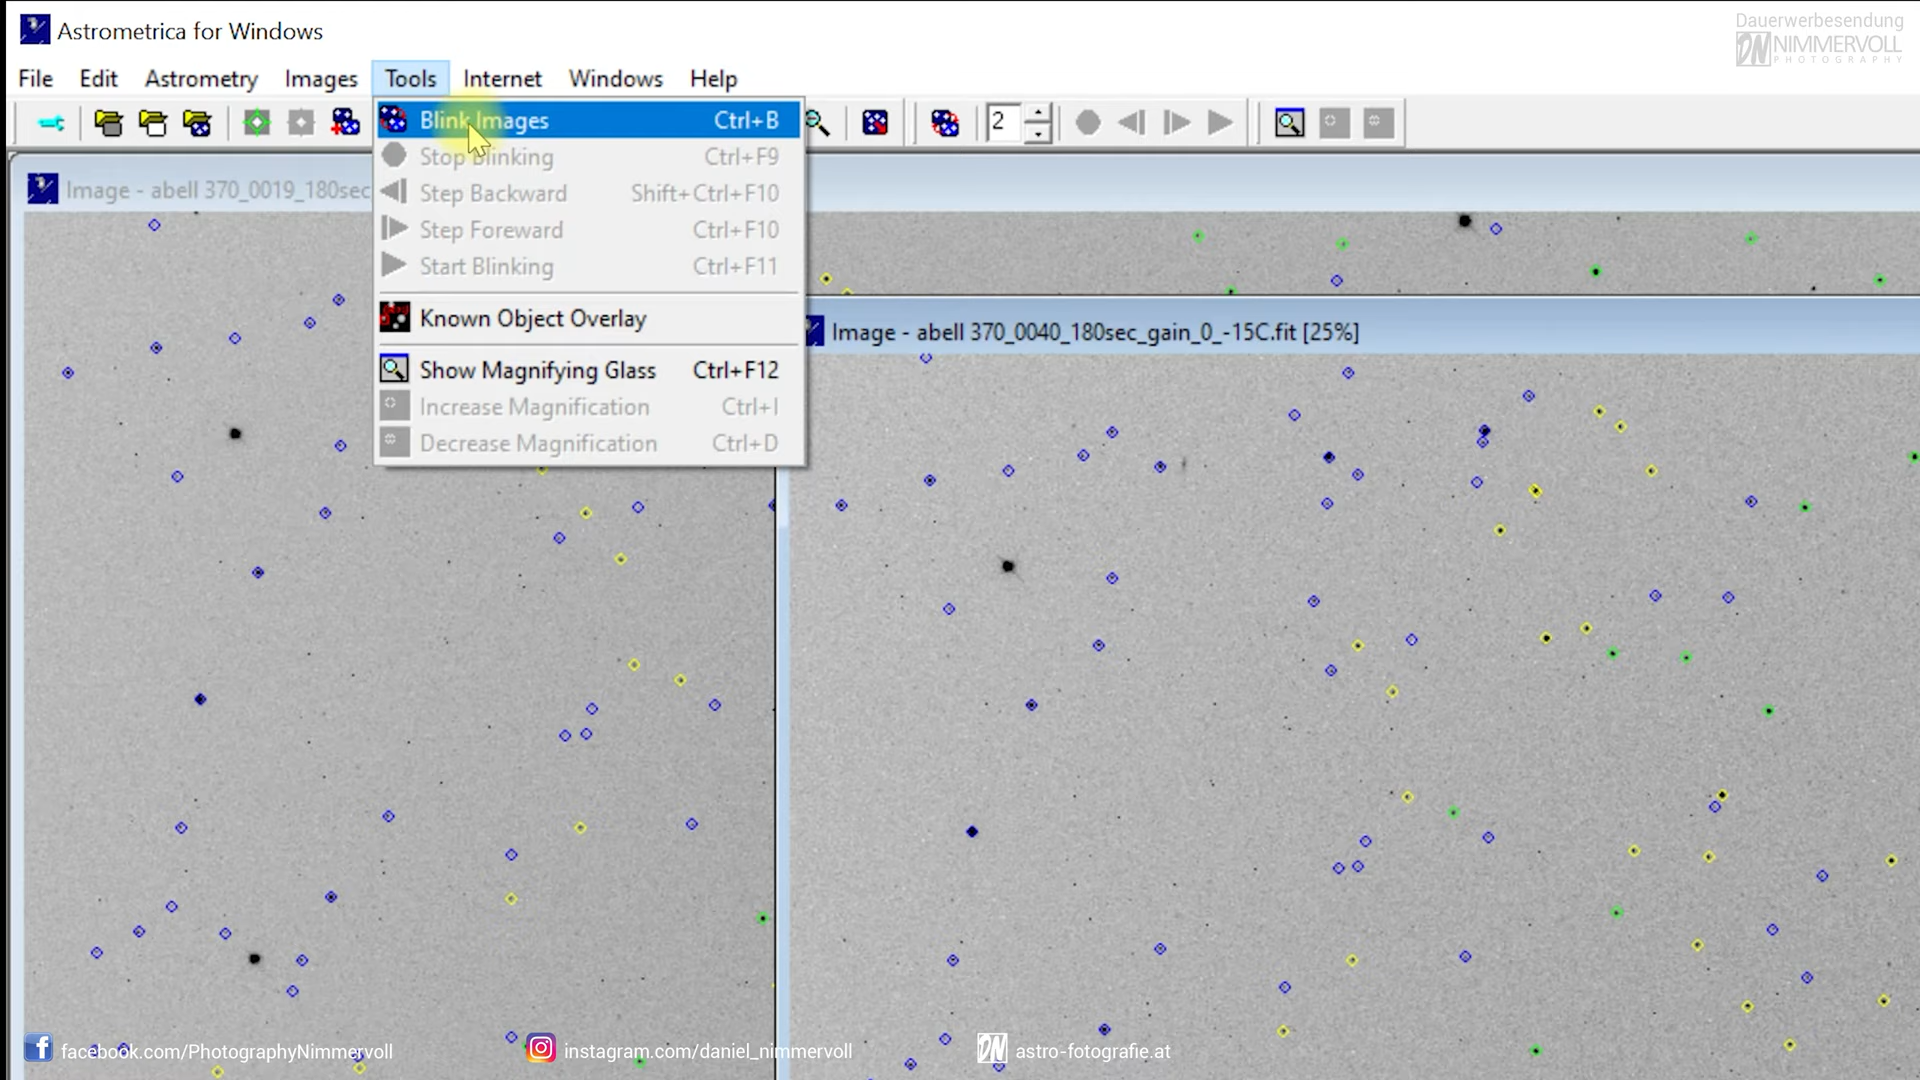 Astrometrica for Windows
Dauerwerbesendung
DN NIMMERVOLL
PHOTOGRAPHY
File Edit Astrometry Images Tools Internet Windows Help
2
Blink Images Ctrl+B
Stop Blinking Ctrl+F9
Step Backward Shift+Ctrl+F10
Step Foreward Ctrl+F10
Start Blinking Ctrl+F11
Known Object Overlay
Show Magnifying Glass Ctrl+F12
Increase Magnification Ctrl+I
Decrease Magnification Ctrl+D
Image - abell 370_0019_180sec
Image - abell 370_0040_180sec_gain_0_-15C.fit [25%]
facebook.com/PhotographyNimmervoll
instagram.com/daniel_nimmervoll
DN astro-fotografie.at